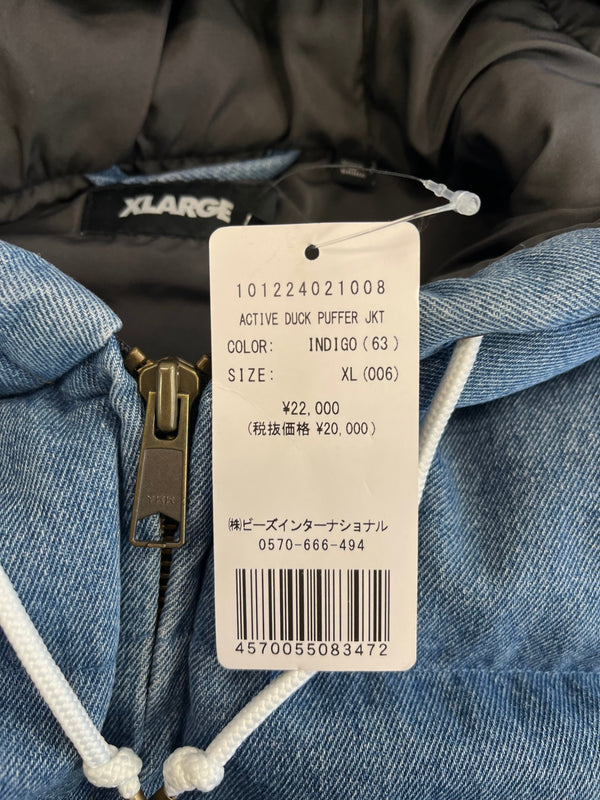 XLARGE
101224021008
ACTIVE DUCK PUFFER JKT
COLOR: INDIGO(63)
SIZE: XL(006)
¥22,000
(税抜価格 ¥20,000)
㈱ビーズインターナショナル
0570-666-494
4570055083472
YKK